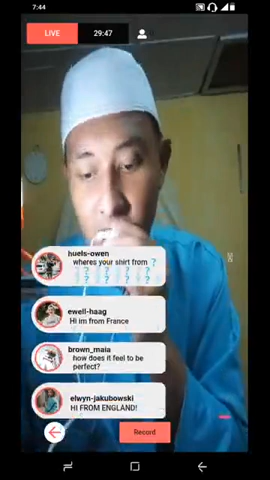 7:44
LIVE
29:47
huels-owen
wheres your shirt from ?
? ? ? ?
? ? ? ?
ewell-haag
Hi im from France
brown_maia
how does it feel to be
perfect?
elwyn-jakubowski
HI FROM ENGLAND!
Record